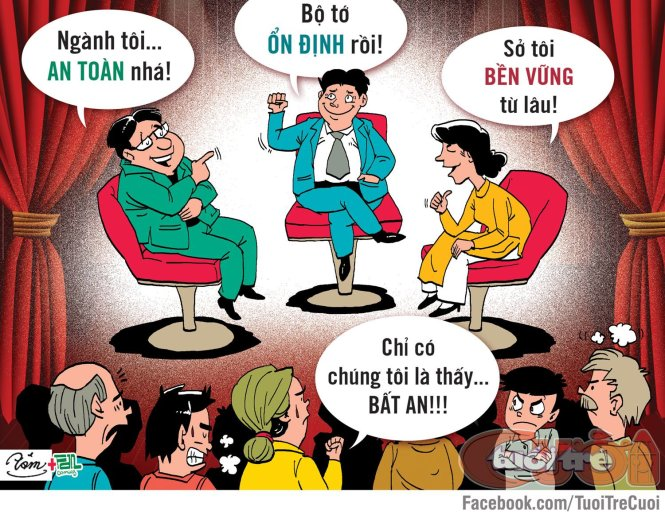 Ngành tôi...
AN TOÀN nhá!
Bộ tớ
ỔN ĐỊNH rồi!
Sở tôi
BỀN VỮNG
từ lâu!
Chỉ có
chúng tôi là thấy...
BẤT AN!!!
Facebook.com/TuoiTreCuoi